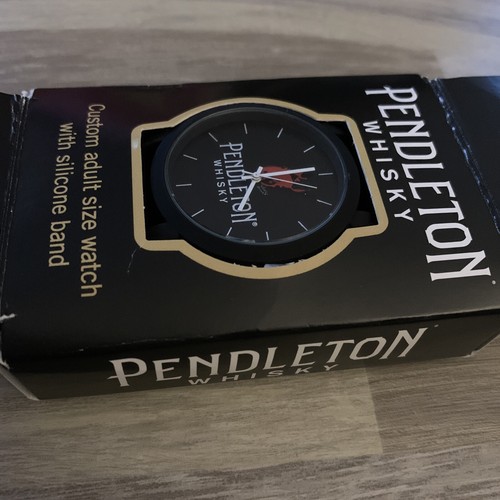 PENDLETON
WHISKY
PENDLETON
WHISKY
Custom adult size watch
with silicone band
PENDLETON
WHISKY